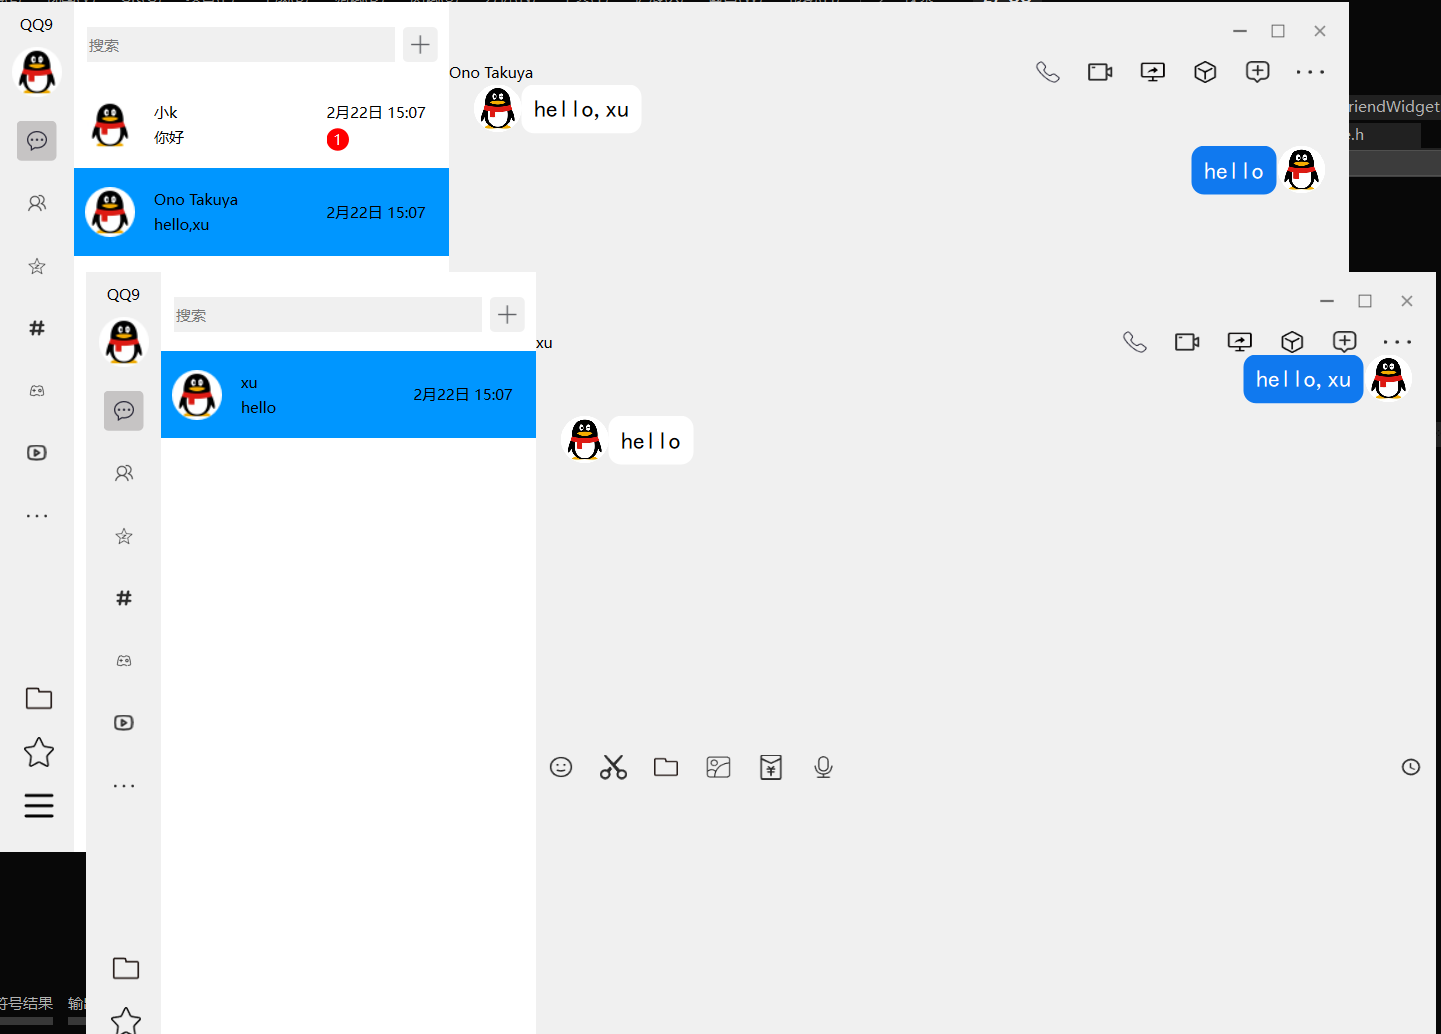 QQ9
搜索
小k
2月22日 15:07
你好
1
Ono Takuya
2月22日 15:07
hello,xu
Ono Takuya
hello,xu
hello
riendWidget
e.h
QQ9
搜索
xu
2月22日 15:07
hello
xu
hello,xu
hello
符号结果